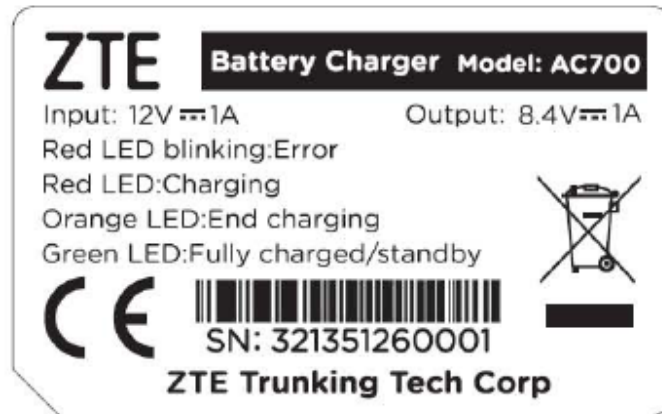 ZTE Battery Charger Model: AC700
Input: 12V⎓1A Output: 8.4V⎓1A
Red LED blinking:Error
Red LED:Charging
Orange LED:End charging
Green LED:Fully charged/standby
CE
SN: 321351260001
ZTE Trunking Tech Corp